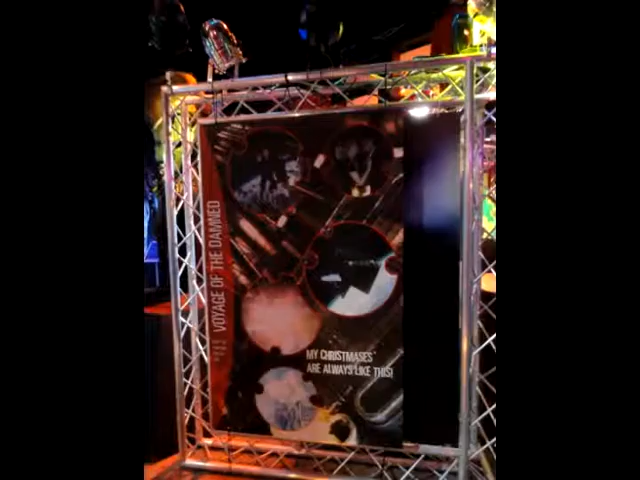 VOYAGE OF THE DAMNED
MY CHRISTMASES
ARE ALWAYS LIKE THIS!